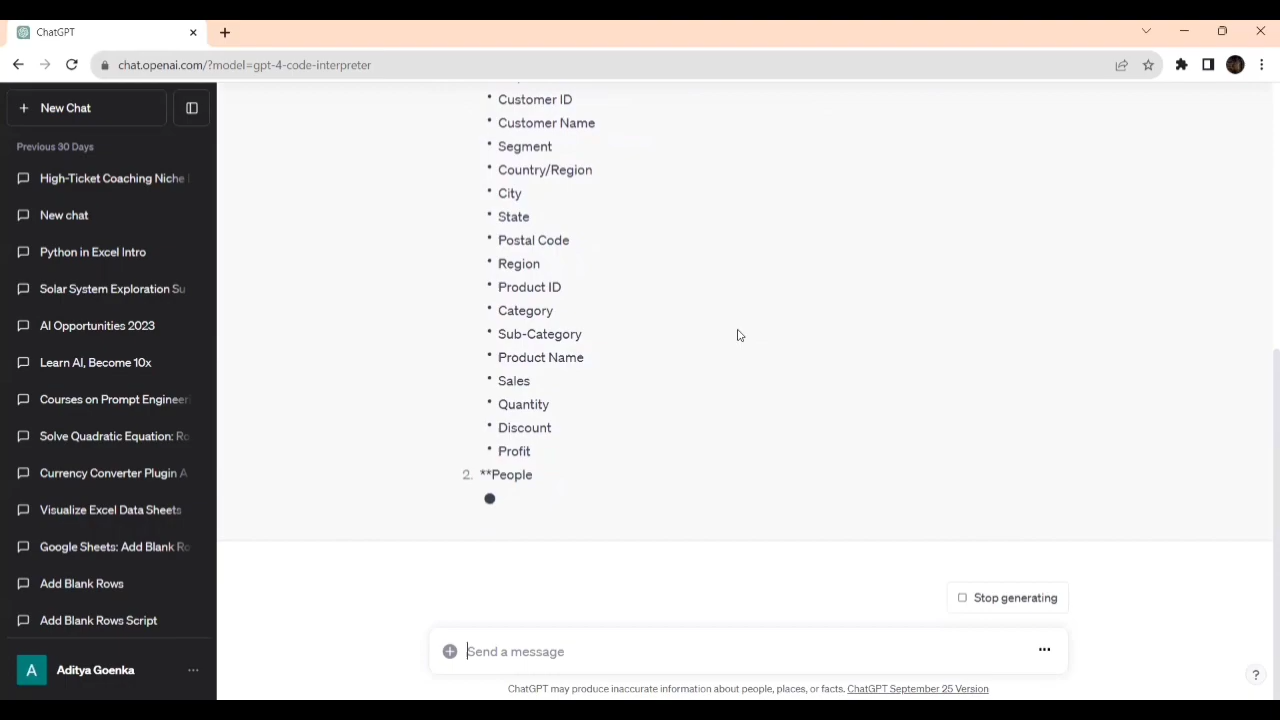 ChatGPT
chat.openai.com/?model=gpt-4-code-interpreter
New Chat
Previous 30 Days
High-Ticket Coaching Niche
New chat
Python in Excel Intro
Solar System Exploration Su
AI Opportunities 2023
Learn AI, Become 10x
Courses on Prompt Engineer
Solve Quadratic Equation: Ro
Currency Converter Plugin A
Visualize Excel Data Sheets
Google Sheets: Add Blank Ro
Add Blank Rows
Add Blank Rows Script
A Aditya Goenka
• Customer ID
• Customer Name
• Segment
• Country/Region
• City
• State
• Postal Code
• Region
• Product ID
• Category
• Sub-Category
• Product Name
• Sales
• Quantity
• Discount
• Profit
2. **People
Stop generating
Send a message
ChatGPT may produce inaccurate information about people, places, or facts. ChatGPT September 25 Version
?